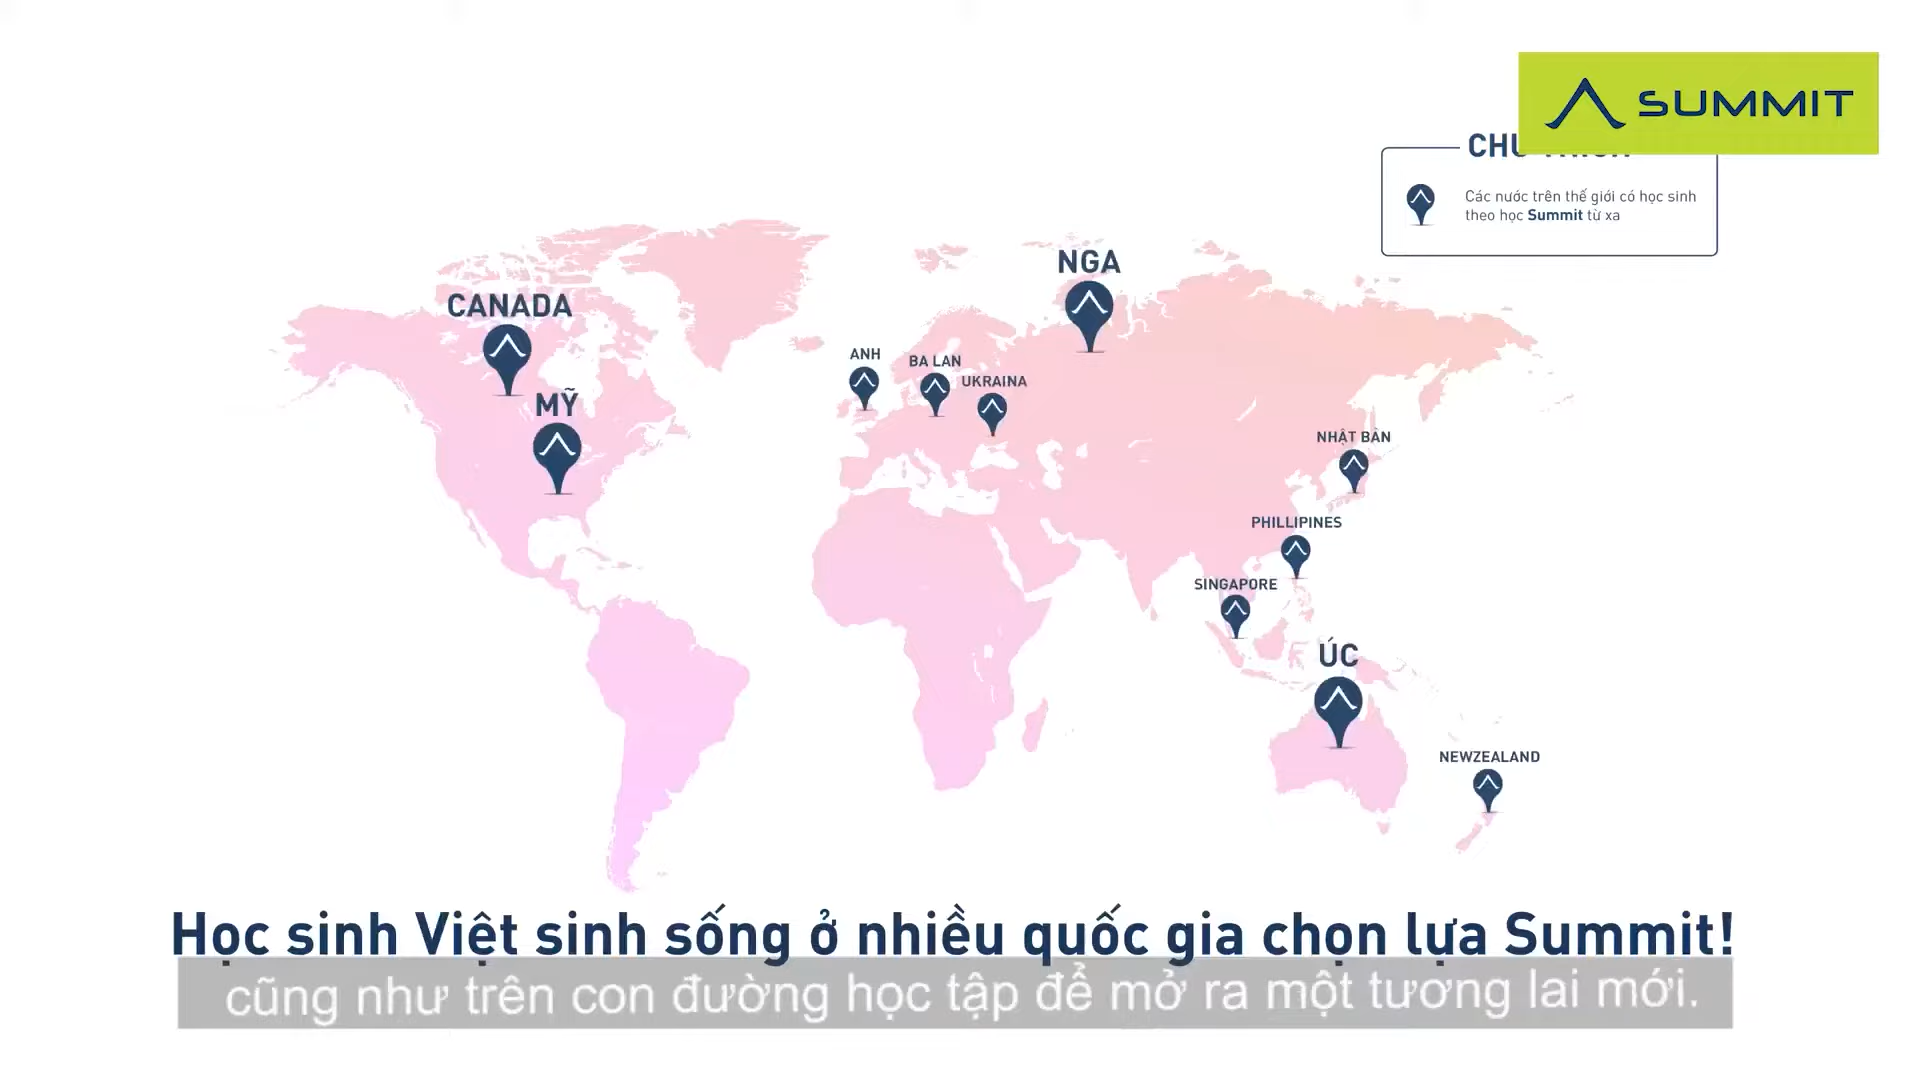 SUMMIT
Các nước trên thế giới có học sinh
theo học Summit từ xa
NGA
CANADA
ANH
BA LAN
UKRAINA
MỸ
NHẬT BẢN
PHILLIPINES
SINGAPORE
ÚC
NEWZEALAND
Học sinh Việt sinh sống ở nhiều quốc gia chọn lựa Summit!
cũng như trên con đường học tập để mở ra một tương lai mới.